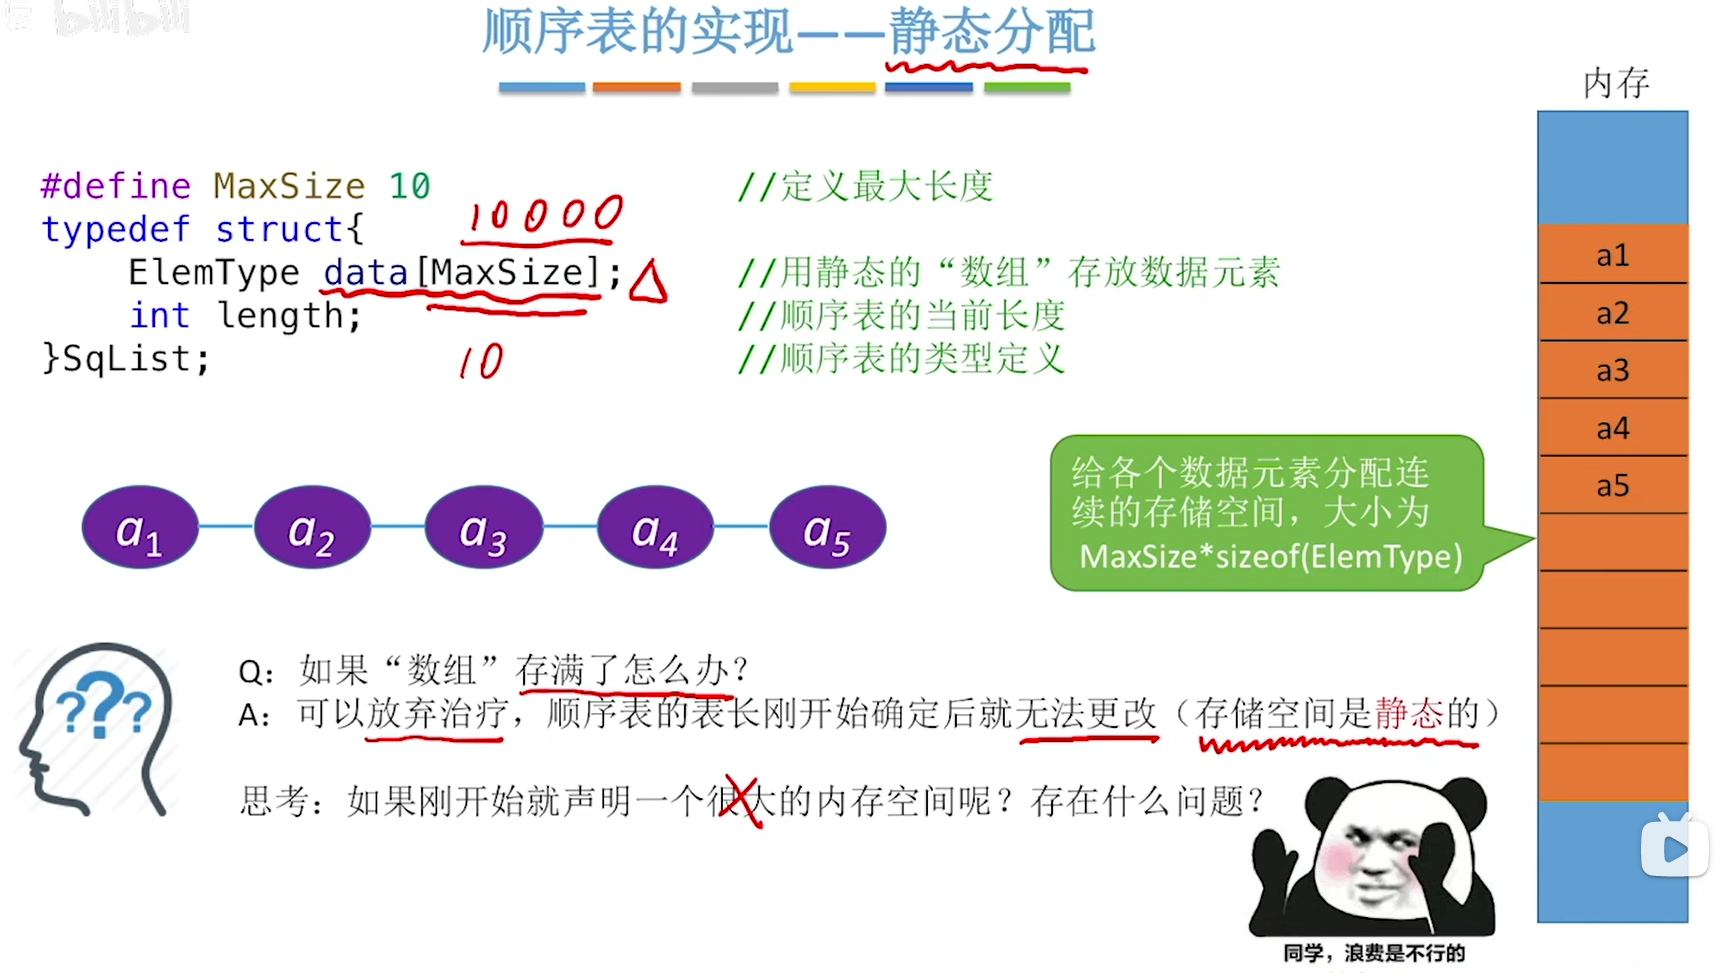 bilibili
顺序表的实现——静态分配
内存
#define MaxSize 10 //定义最大长度
10000
typedef struct{
ElemType data[MaxSize]; //用静态的“数组”存放数据元素
int length; //顺序表的当前长度
}SqList; //顺序表的类型定义
10
a1
a2
a3
a4
a5
给各个数据元素分配连
续的存储空间，大小为
MaxSize*sizeof(ElemType)
a1 a2 a3 a4 a5
???
Q：如果“数组”存满了怎么办？
A：可以放弃治疗，顺序表的表长刚开始确定后就无法更改（存储空间是静态的）
思考：如果刚开始就声明一个很大的内存空间呢？存在什么问题？
同学，浪费是不行的